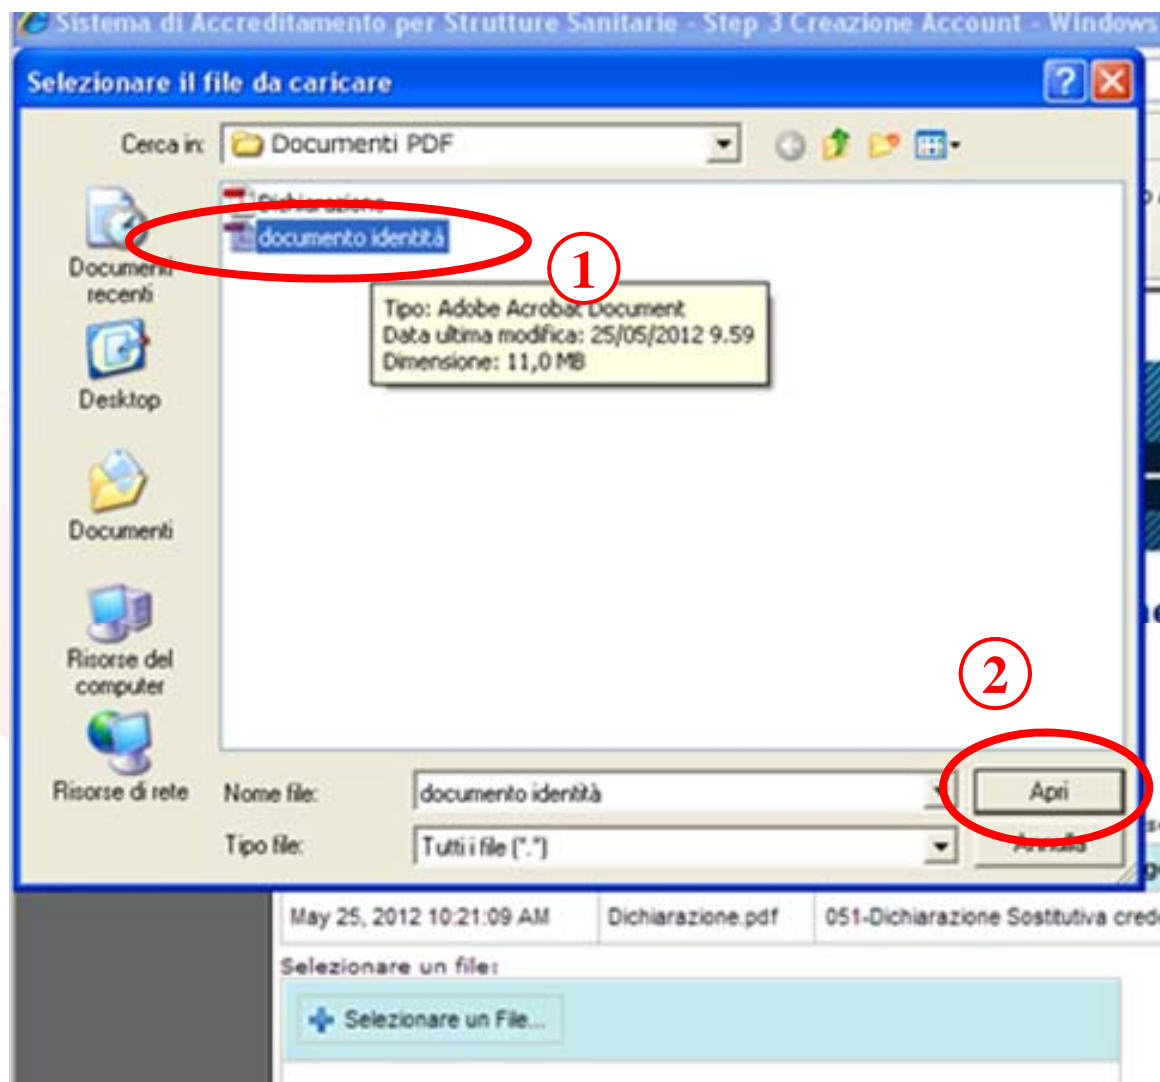 Sistema di Accreditamento per Strutture Sanitarie - Step 3 Creazione Account - Windows
Selezionare il file da caricare
Cerca in:
Documenti PDF
Dichiarazione
documento identità
1
Tipo: Adobe Acrobat Document
Data ultima modifica: 25/05/2012 9.59
Dimensione: 11,0 MB
Documenti
recenti
Desktop
Documenti
Risorse del
computer
Risorse di rete
2
Nome file:
documento identità
Apri
Tipo file:
Tutti i file (*.*)
Annulla
May 25, 2012 10:21:09 AM
Dichiarazione.pdf
051-Dichiarazione Sostitutiva crede
Selezionare un file:
Selezionare un File...